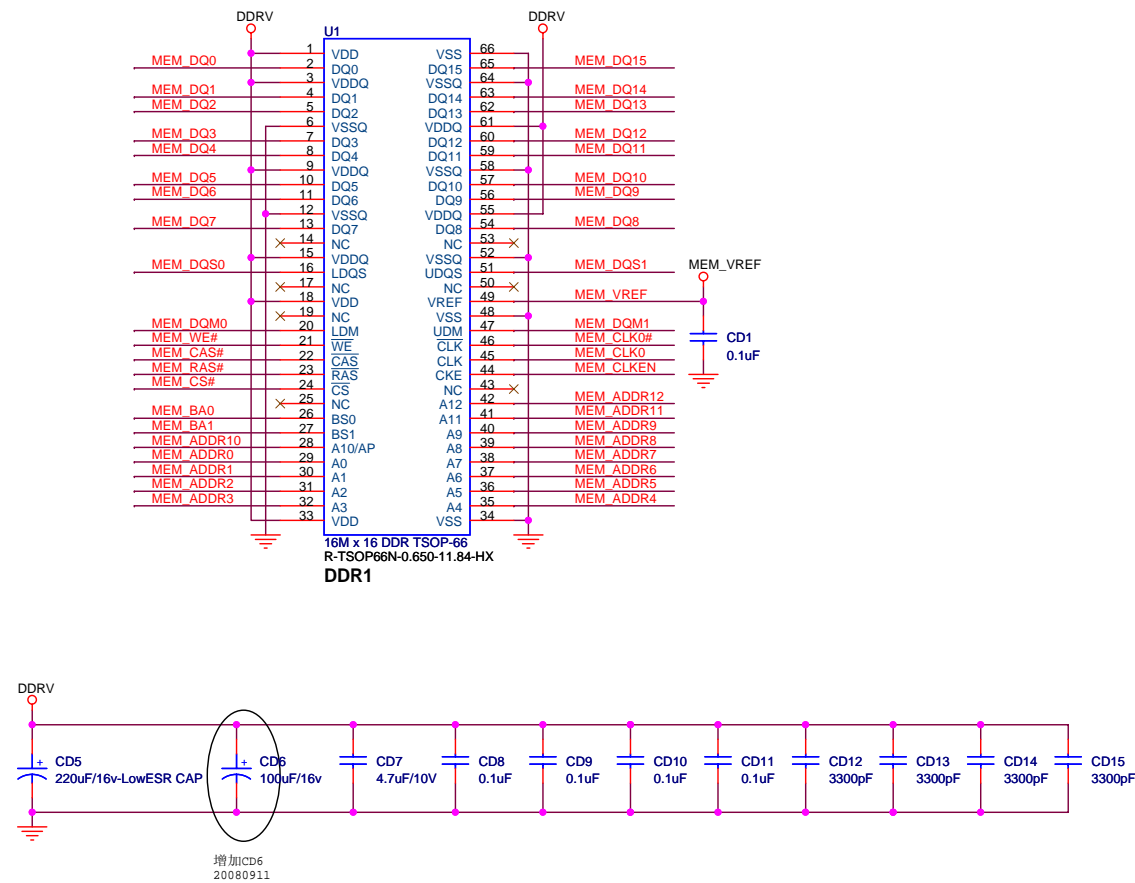 DDRV DDRV
U1
1 VDD VSS 66
MEM_DQ0 2 DQ0 DQ15 65 MEM_DQ15
3 VDDQ VSSQ 64
MEM_DQ1 4 DQ1 DQ14 63 MEM_DQ14
MEM_DQ2 5 DQ2 DQ13 62 MEM_DQ13
6 VSSQ VDDQ 61
MEM_DQ3 7 DQ3 DQ12 60 MEM_DQ12
MEM_DQ4 8 DQ4 DQ11 59 MEM_DQ11
9 VDDQ VSSQ 58
MEM_DQ5 10 DQ5 DQ10 57 MEM_DQ10
MEM_DQ6 11 DQ6 DQ9 56 MEM_DQ9
12 VSSQ VDDQ 55
MEM_DQ7 13 DQ7 DQ8 54 MEM_DQ8
14 NC NC 53
15 VDDQ VSSQ 52
MEM_DQS0 16 LDQS UDQS 51 MEM_DQS1 MEM_VREF
17 NC NC 50
18 VDD VREF 49 MEM_VREF
19 NC VSS 48
MEM_DQM0 20 LDM UDM 47 MEM_DQM1
MEM_WE# 21 WE CLK 46 MEM_CLK0# CD1
MEM_CAS# 22 CAS CLK 45 MEM_CLK0 0.1uF
MEM_RAS# 23 RAS CKE 44 MEM_CLKEN
MEM_CS# 24 CS NC 43
25 NC A12 42 MEM_ADDR12
MEM_BA0 26 BS0 A11 41 MEM_ADDR11
MEM_BA1 27 BS1 A9 40 MEM_ADDR9
MEM_ADDR10 28 A10/AP A8 39 MEM_ADDR8
MEM_ADDR0 29 A0 A7 38 MEM_ADDR7
MEM_ADDR1 30 A1 A6 37 MEM_ADDR6
MEM_ADDR2 31 A2 A5 36 MEM_ADDR5
MEM_ADDR3 32 A3 A4 35 MEM_ADDR4
33 VDD VSS 34
16M x 16 DDR TSOP-66
R-TSOP66N-0.650-11.84-HX
DDR1
DDRV
CD5 CD6 CD7 CD8 CD9 CD10 CD11 CD12 CD13 CD14 CD15
220uF/16v-LowESR CAP 100uF/16v 4.7uF/10V 0.1uF 0.1uF 0.1uF 0.1uF 3300pF 3300pF 3300pF 3300pF
增加CD6
20080911